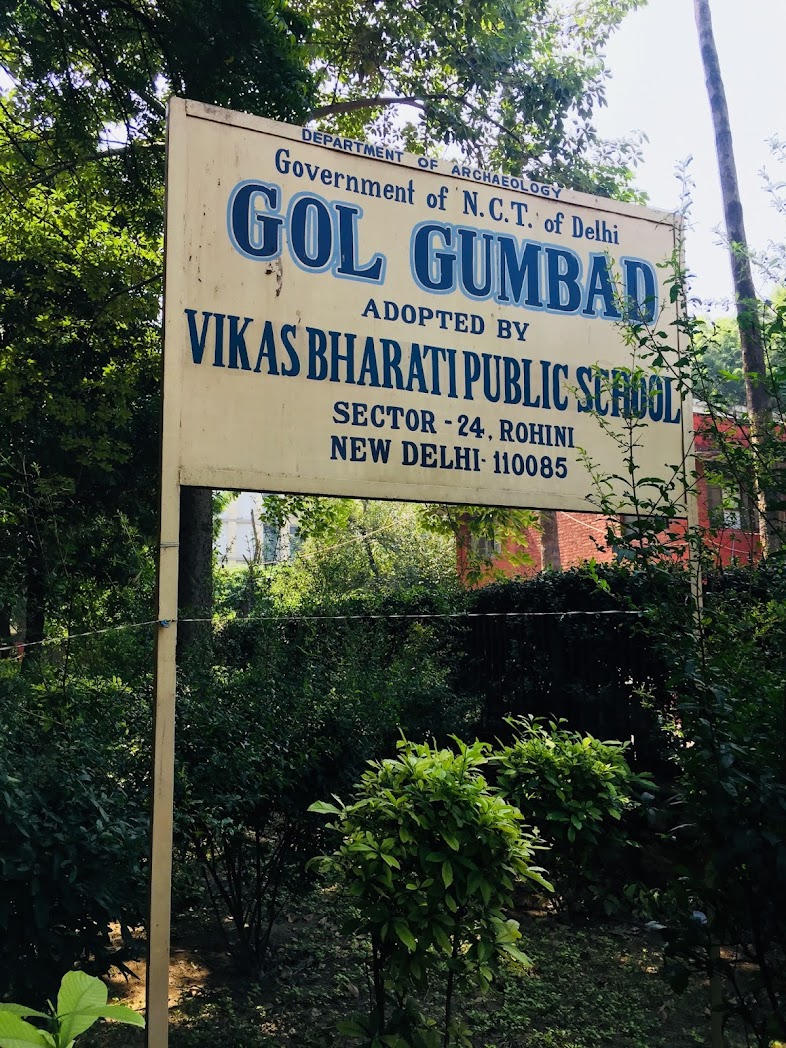 DEPARTMENT OF ARCHAEOLOGY
Government of N.C.T. of Delhi
GOL GUMBAD
ADOPTED BY
VIKAS BHARATI PUBLIC SCHOOL
SECTOR - 24, ROHINI
NEW DELHI- 110085